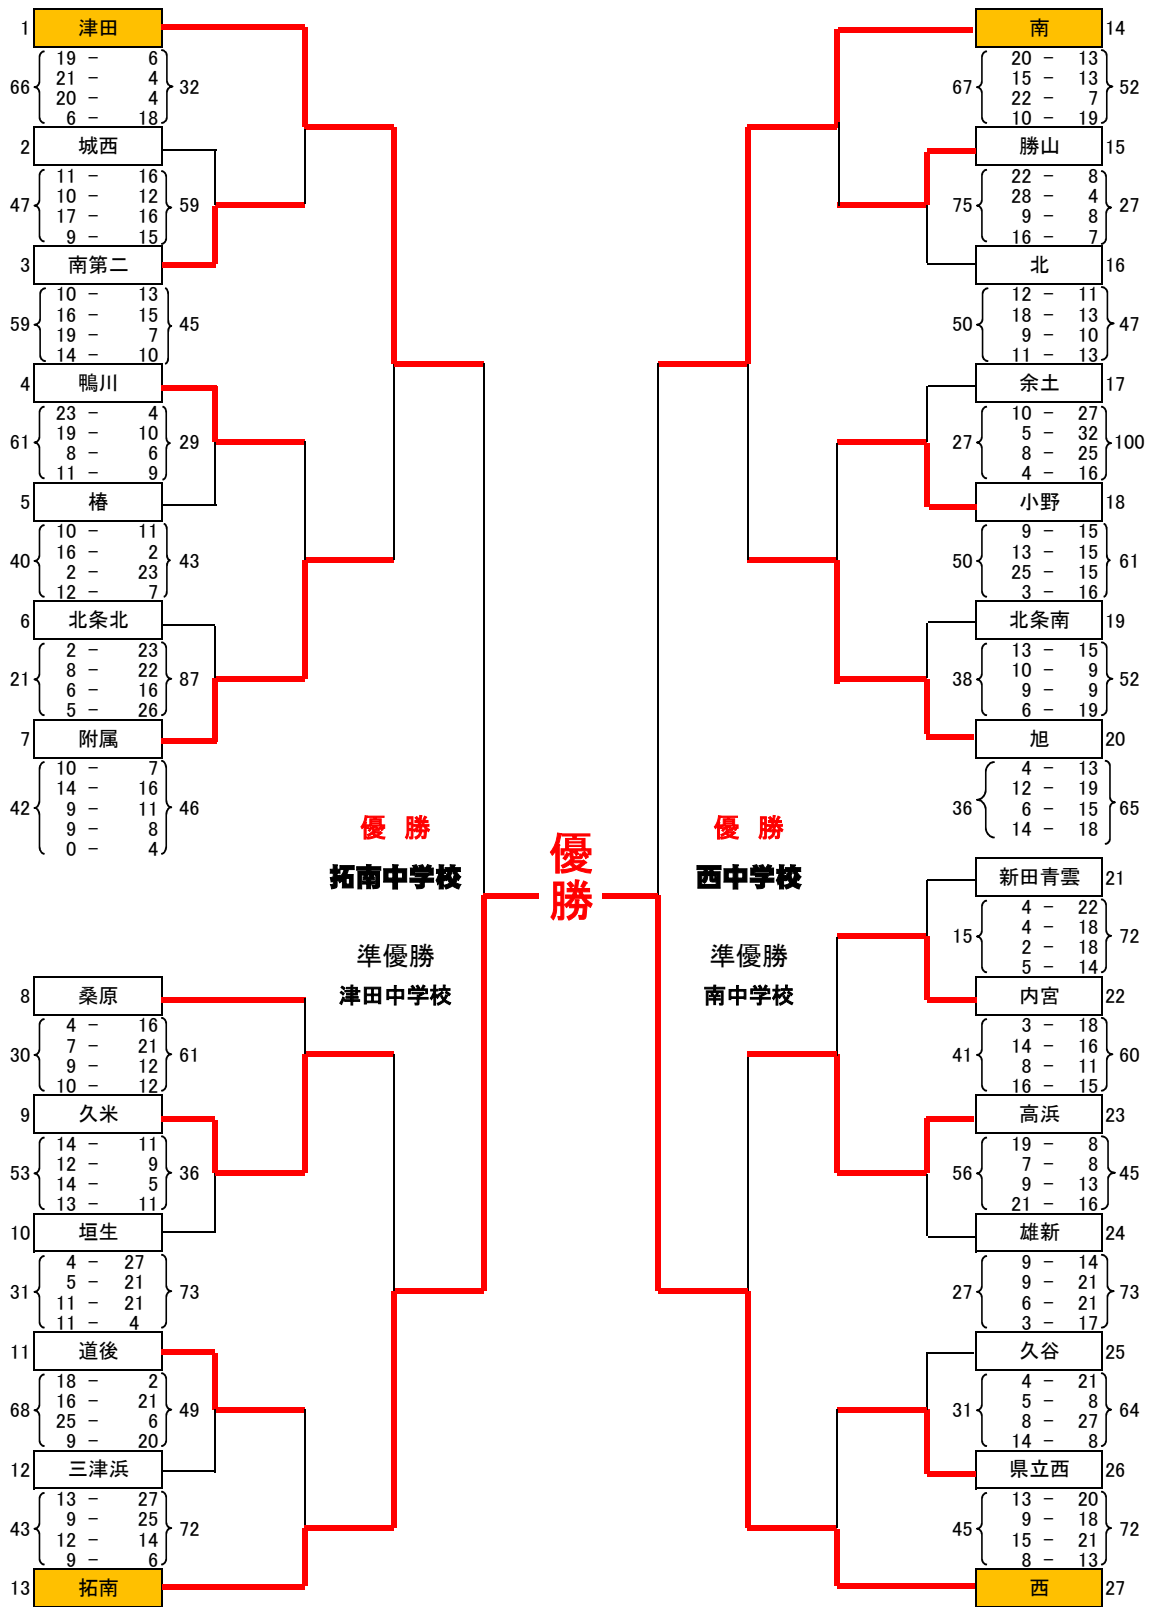 1 津田
66 32
19 - 6
21 - 4
20 - 4
6 - 18
2 城西
47 59
11 - 16
10 - 12
17 - 16
9 - 15
3 南第二
59 45
10 - 13
16 - 15
19 - 7
14 - 10
4 鴨川
61 29
23 - 4
19 - 10
8 - 6
11 - 9
5 椿
40 43
10 - 11
16 - 2
2 - 23
12 - 7
6 北条北
21 87
2 - 23
8 - 22
6 - 16
5 - 26
7 附属
42 46
10 - 7
14 - 16
9 - 11
9 - 8
0 - 4
8 桑原
30 61
4 - 16
7 - 21
9 - 12
10 - 12
9 久米
53 36
14 - 11
12 - 9
14 - 5
13 - 11
10 垣生
31 73
4 - 27
5 - 21
11 - 21
11 - 4
11 道後
68 49
18 - 2
16 - 21
25 - 6
9 - 20
12 三津浜
43 72
13 - 27
9 - 25
12 - 14
9 - 6
13 拓南
優 勝
拓南中学校
準優勝
津田中学校
優勝
優 勝
西中学校
準優勝
南中学校
南 14
67 52
20 - 13
15 - 13
22 - 7
10 - 19
勝山 15
75 27
22 - 8
28 - 4
9 - 8
16 - 7
北 16
50 47
12 - 11
18 - 13
9 - 10
11 - 13
余土 17
27 100
10 - 27
5 - 32
8 - 25
4 - 16
小野 18
50 61
9 - 15
13 - 15
25 - 15
3 - 16
北条南 19
38 52
13 - 15
10 - 9
9 - 9
6 - 19
旭 20
36 65
4 - 13
12 - 19
6 - 15
14 - 18
新田青雲 21
15 72
4 - 22
4 - 18
2 - 18
5 - 14
内宮 22
41 60
3 - 18
14 - 16
8 - 11
16 - 15
高浜 23
56 45
19 - 8
7 - 8
9 - 13
21 - 16
雄新 24
27 73
9 - 14
9 - 21
6 - 21
3 - 17
久谷 25
31 64
4 - 21
5 - 8
8 - 27
14 - 8
県立西 26
45 72
13 - 20
9 - 18
15 - 21
8 - 13
西 27